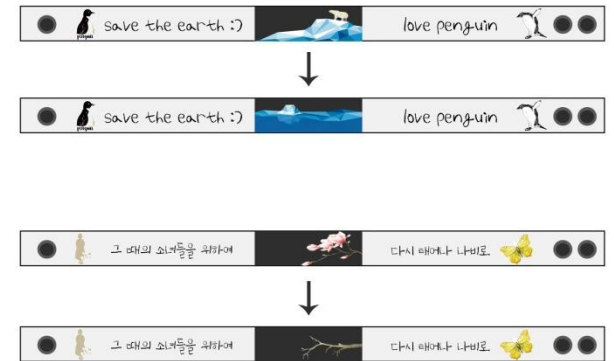 save the earth :) love penguin
penguin
save the earth :) love penguin
penguin
그 때의 소녀들을 위하여 다시 태어나 나비로
그 때의 소녀들을 위하여 다시 태어나 나비로